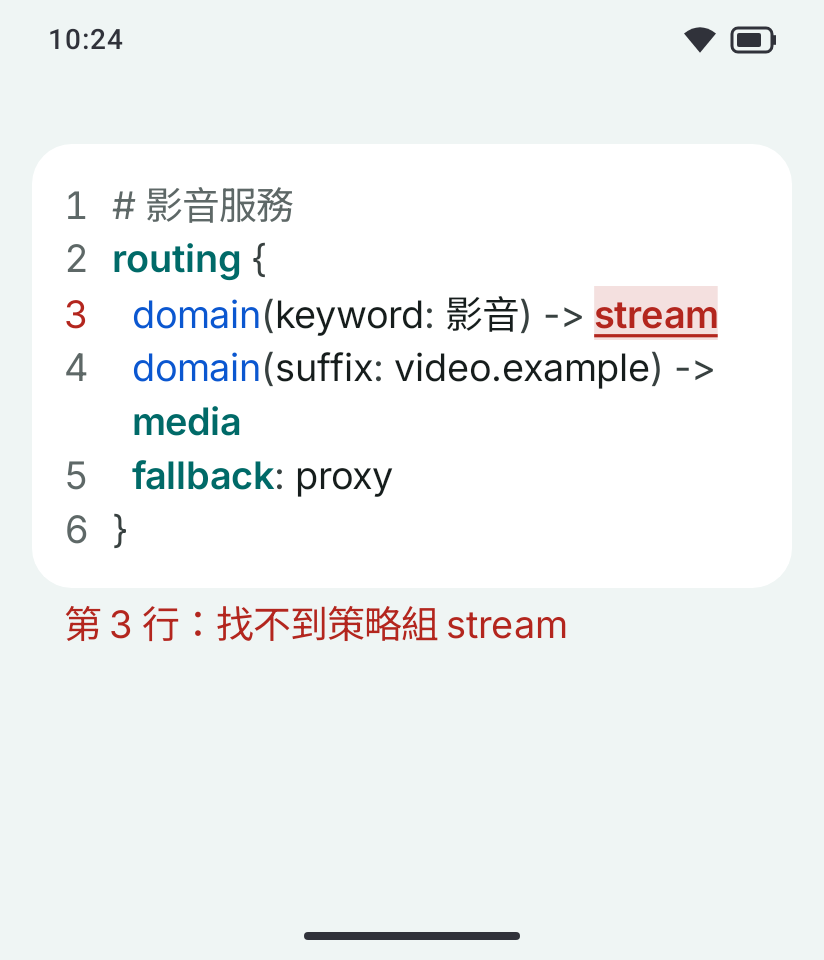 10:24
1 # 影音服務
2 routing {
3 domain(keyword: 影音) -> stream
4 domain(suffix: video.example) ->
media
5 fallback: proxy
6 }
第 3 行：找不到策略組 stream